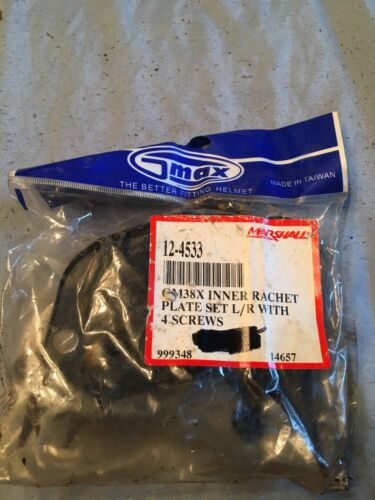 Gmax
THE BETTER FITTING HELMET
MADE IN TAIWAN
MARSHALL
12-4533
GM38X INNER RACHET
PLATE SET L/R WITH
4 SCREWS
999348 14657